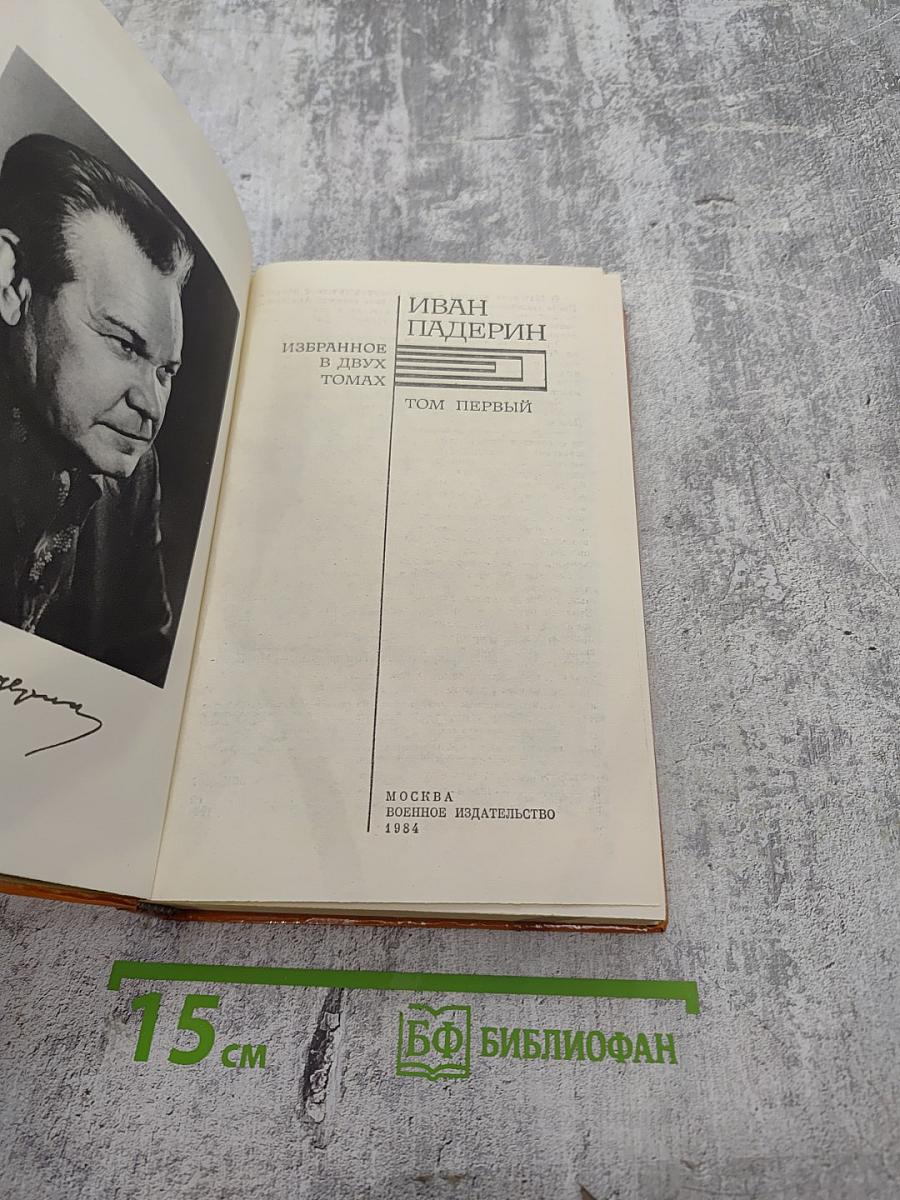 ИВАН
ПАДЕРИН
ИЗБРАННОЕ
В ДВУХ
ТОМАХ
ТОМ ПЕРВЫЙ
МОСКВА
ВОЕННОЕ ИЗДАТЕЛЬСТВО
1984
15 см
БФ БИБЛИОФАН